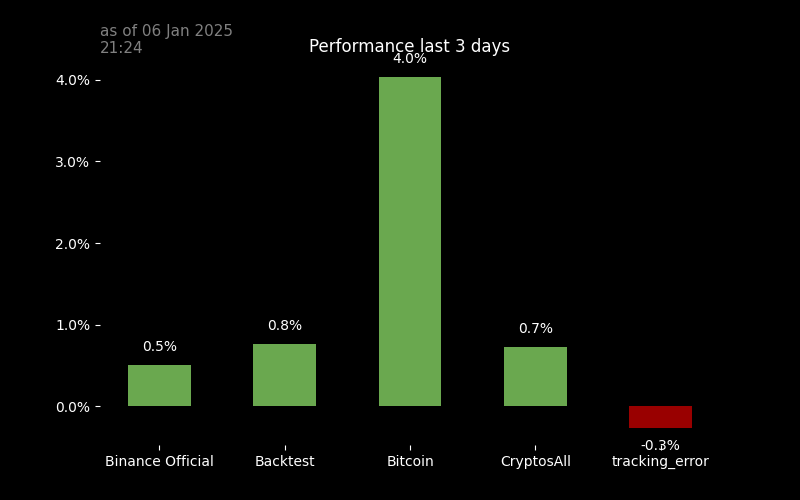 as of 06 Jan 2025
21:24
Performance last 3 days
4.0%
4.0%
3.0%
2.0%
1.0%
0.0%
0.5%
0.8%
0.7%
-0.3%
Binance Official
Backtest
Bitcoin
CryptosAll
tracking_error